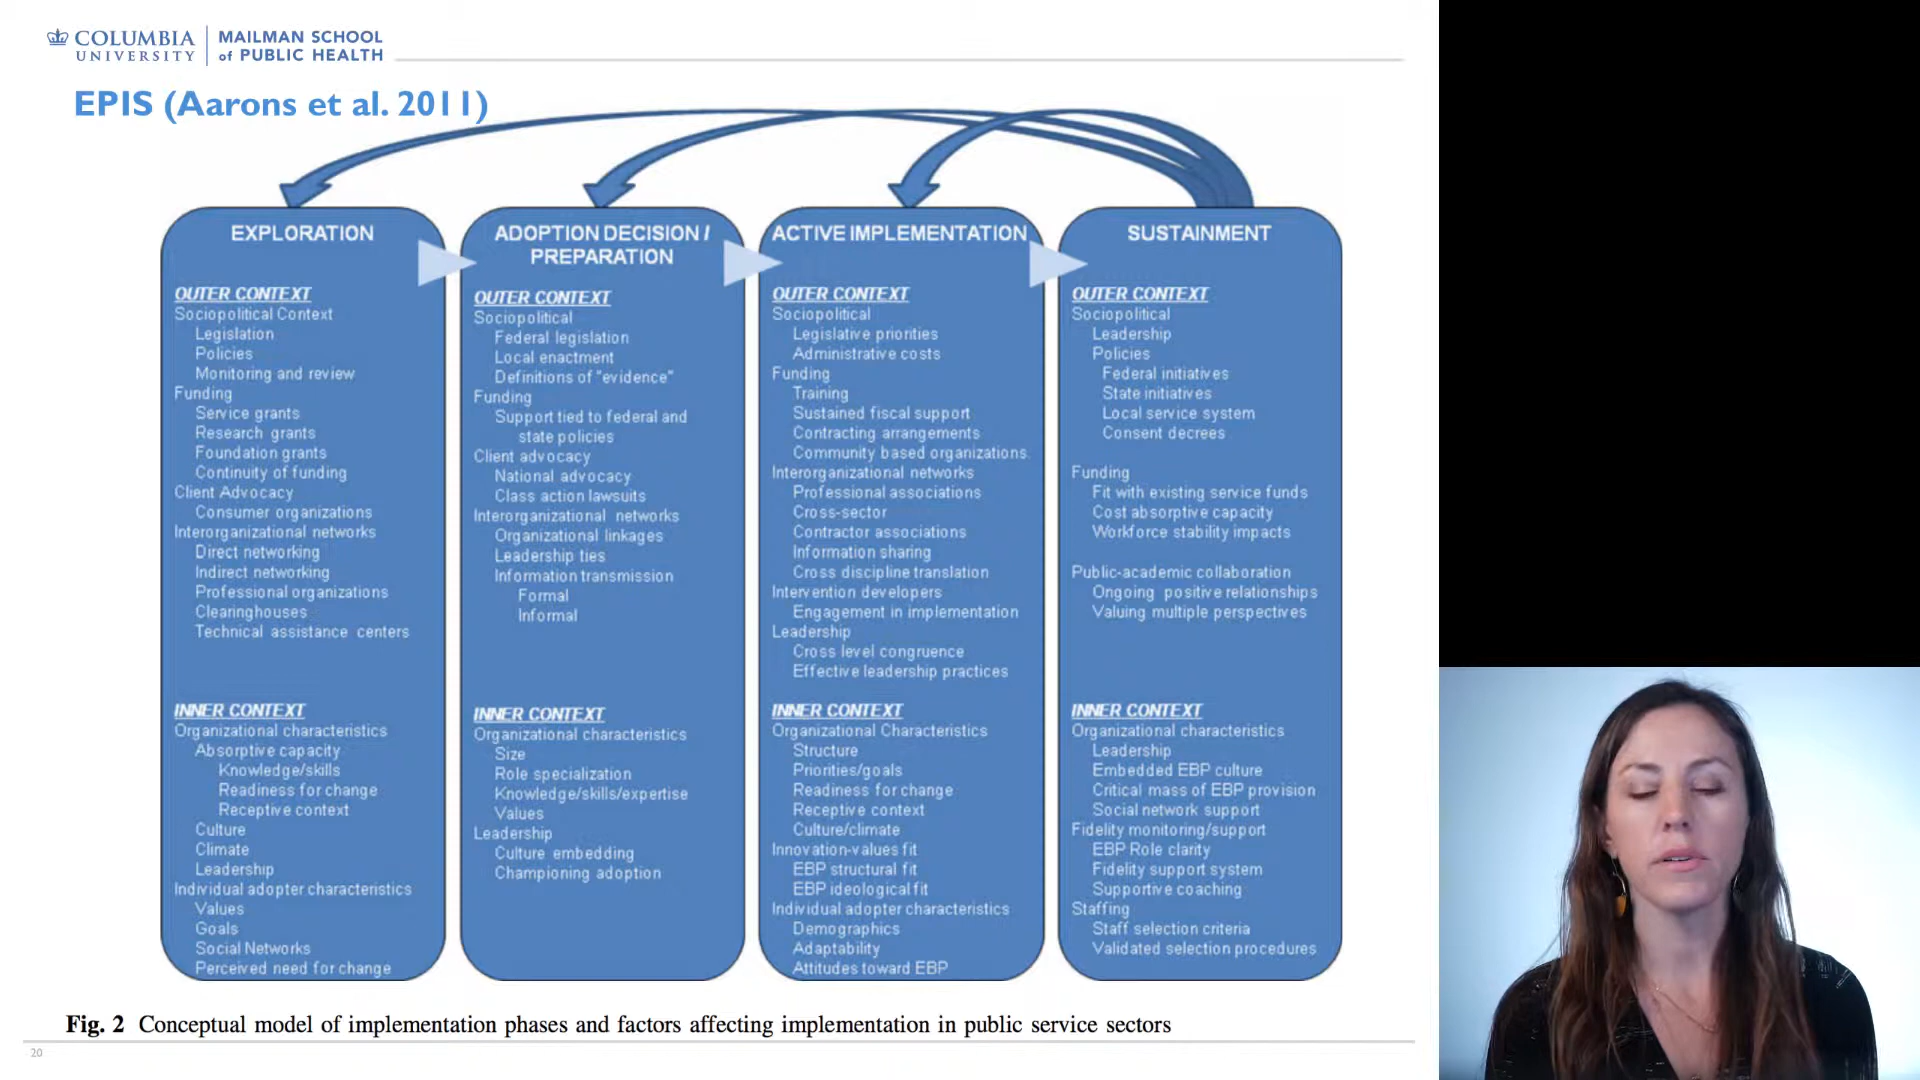 COLUMBIA UNIVERSITY
MAILMAN SCHOOL
of PUBLIC HEALTH
EPIS (Aarons et al. 2011)
EXPLORATION
OUTER CONTEXT
Sociopolitical Context
Legislation
Policies
Monitoring and review
Funding
Service grants
Research grants
Foundation grants
Continuity of funding
Client Advocacy
Consumer organizations
Interorganizational networks
Direct networking
Indirect networking
Professional organizations
Clearinghouses
Technical assistance centers
INNER CONTEXT
Organizational characteristics
Absorptive capacity
Knowledge/skills
Readiness for change
Receptive context
Culture
Climate
Leadership
Individual adopter characteristics
Values
Goals
Social Networks
Perceived need for change
ADOPTION DECISION /
PREPARATION
OUTER CONTEXT
Sociopolitical
Federal legislation
Local enactment
Definitions of "evidence"
Funding
Support tied to federal and
state policies
Client advocacy
National advocacy
Class action lawsuits
Interorganizational networks
Organizational linkages
Leadership ties
Information transmission
Formal
Informal
INNER CONTEXT
Organizational characteristics
Size
Role specialization
Knowledge/skills/expertise
Values
Leadership
Culture embedding
Championing adoption
ACTIVE IMPLEMENTATION
OUTER CONTEXT
Sociopolitical
Legislative priorities
Administrative costs
Funding
Training
Sustained fiscal support
Contracting arrangements
Community based organizations.
Interorganizational networks
Professional associations
Cross-sector
Contractor associations
Information sharing
Cross discipline translation
Intervention developers
Engagement in implementation
Leadership
Cross level congruence
Effective leadership practices
INNER CONTEXT
Organizational Characteristics
Structure
Priorities/goals
Readiness for change
Receptive context
Culture/climate
Innovation-values fit
EBP structural fit
EBP ideological fit
Individual adopter characteristics
Demographics
Adaptability
Attitudes toward EBP
SUSTAINMENT
OUTER CONTEXT
Sociopolitical
Leadership
Policies
Federal initiatives
State initiatives
Local service system
Consent decrees
Funding
Fit with existing service funds
Cost absorptive capacity
Workforce stability impacts
Public-academic collaboration
Ongoing positive relationships
Valuing multiple perspectives
INNER CONTEXT
Organizational characteristics
Leadership
Embedded EBP culture
Critical mass of EBP provision
Social network support
Fidelity monitoring/support
EBP Role clarity
Fidelity support system
Supportive coaching
Staffing
Staff selection criteria
Validated selection procedures
Fig. 2 Conceptual model of implementation phases and factors affecting implementation in public service sectors
20